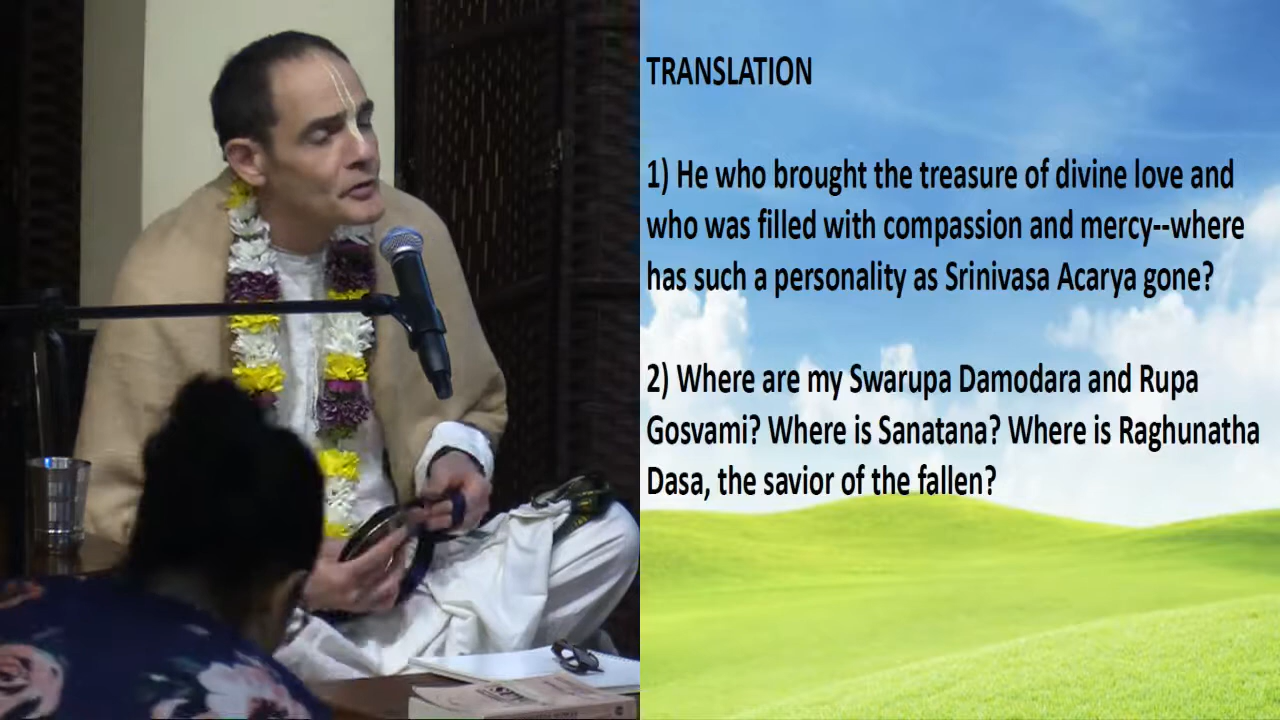 TRANSLATION
1) He who brought the treasure of divine love and
who was filled with compassion and mercy--where
has such a personality as Srinivasa Acarya gone?
2) Where are my Swarupa Damodara and Rupa
Gosvami? Where is Sanatana? Where is Raghunatha
Dasa, the savior of the fallen?